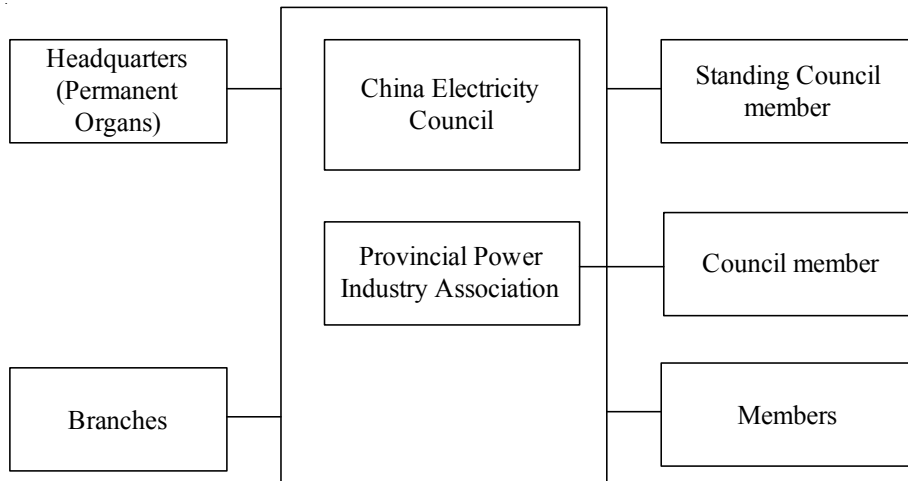 Headquarters
(Permanent
Organs)
China Electricity
Council
Standing Council
member
Provincial Power
Industry Association
Council member
Branches
Members